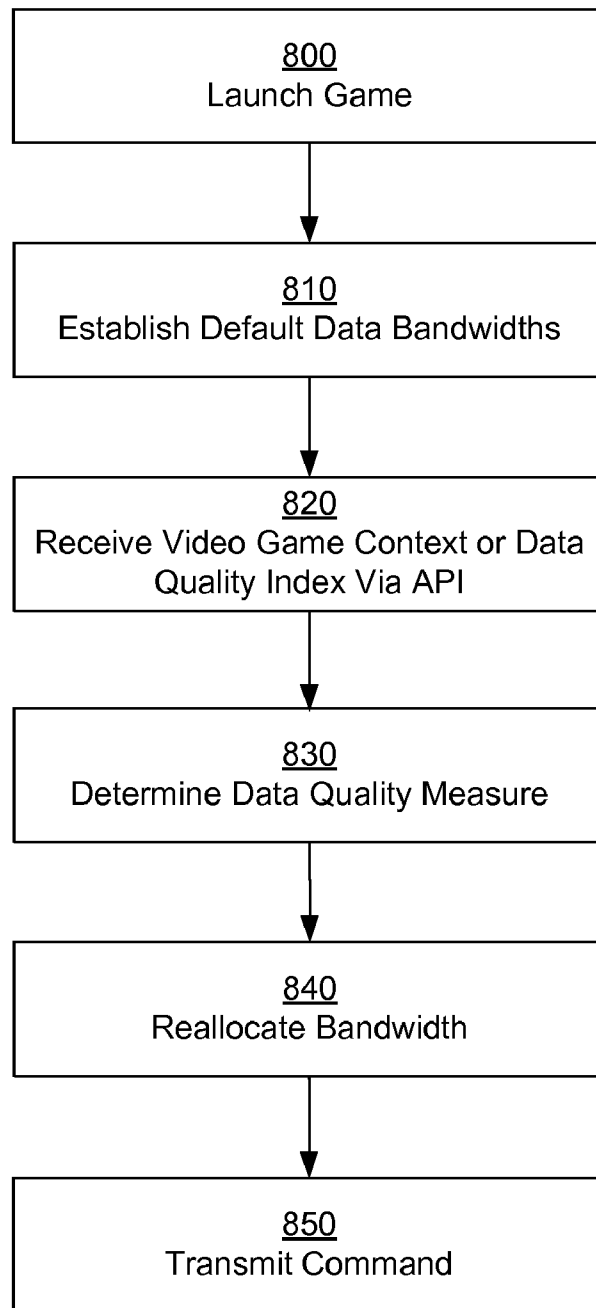 800
Launch Game
810
Establish Default Data Bandwidths
820
Receive Video Game Context or Data
Quality Index Via API
830
Determine Data Quality Measure
840
Reallocate Bandwidth
850
Transmit Command